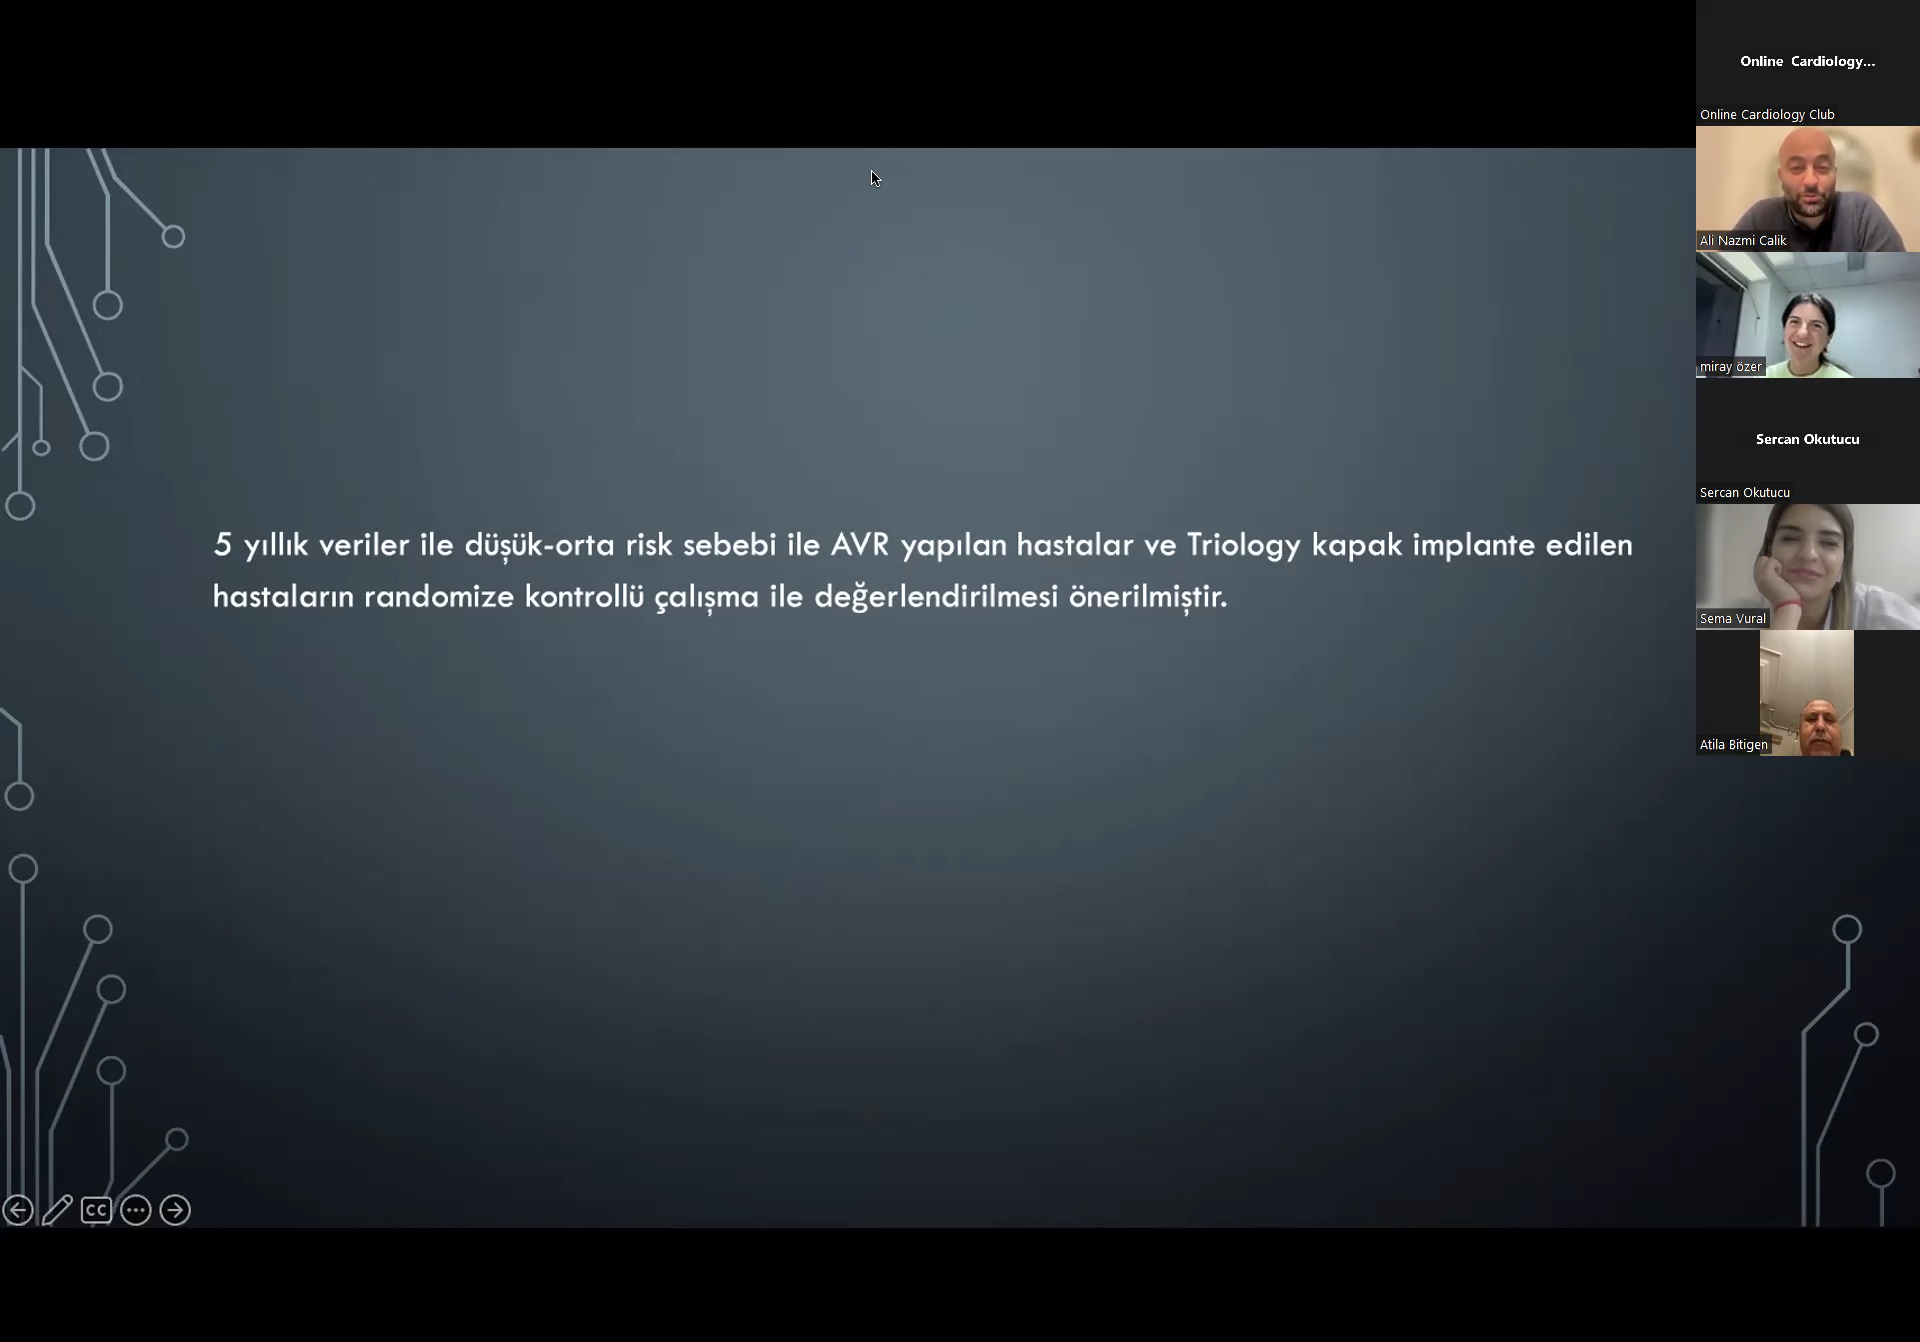 Online Cardiology...
Online Cardiology Club
Ali Nazmi Calik
miray özer
Sercan Okutucu
Sercan Okutucu
Sema Vural
Atila Bitigen
5 yıllık veriler ile düşük-orta risk sebebi ile AVR yapılan hastalar ve Triology kapak implante edilen
hastaların randomize kontrollü çalışma ile değerlendirilmesi önerilmiştir.
CC